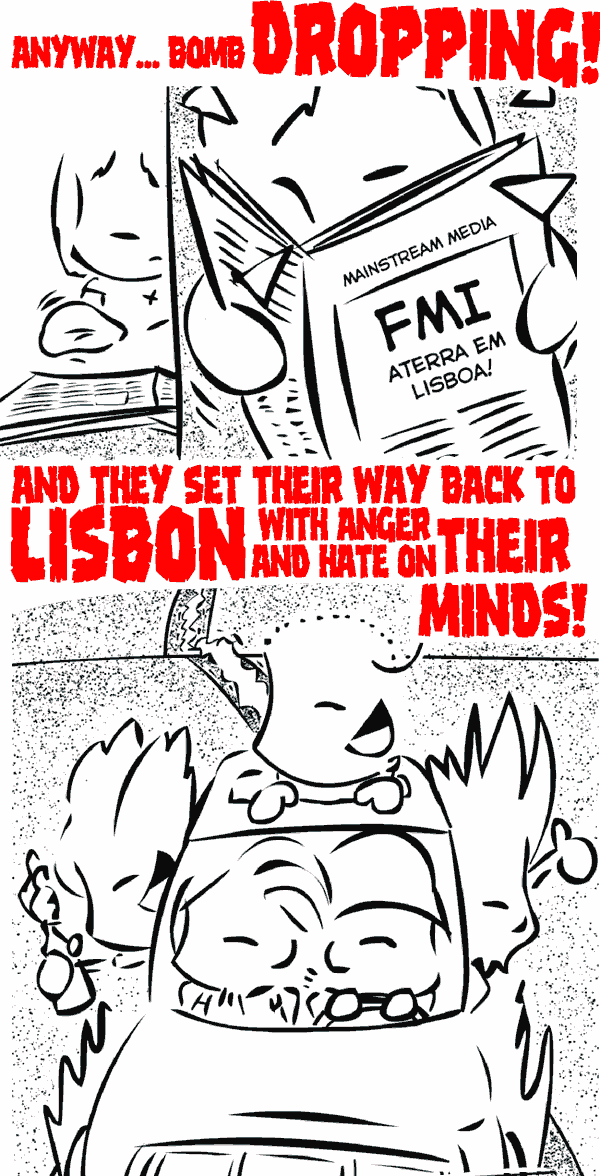 ANYWAY... BOMB DROPPING!
MAINSTREAM MEDIA
FMI
ATERRA EM
LISBOA!
AND THEY SET THEIR WAY BACK TO
LISBON WITH ANGER
AND HATE ON THEIR
MINDS!